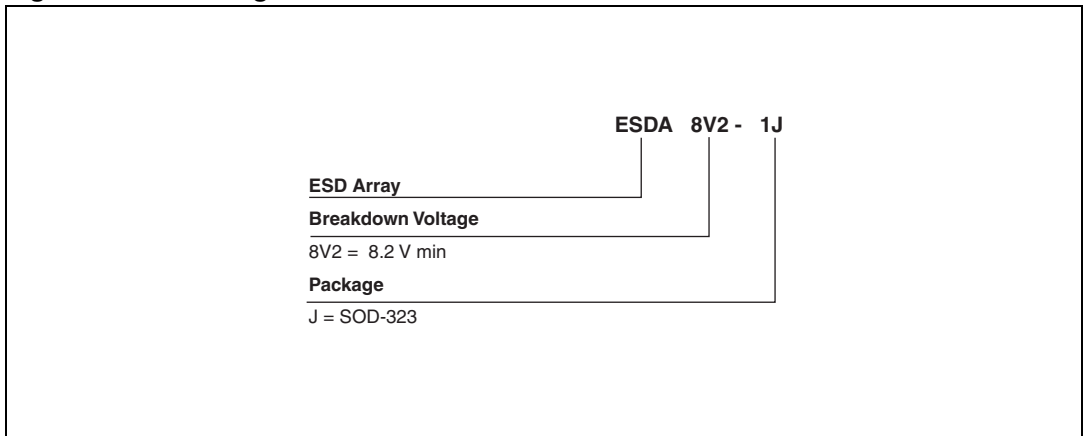 ESDA 8V2 - 1J
ESD Array
Breakdown Voltage
8V2 = 8.2 V min
Package
J = SOD-323